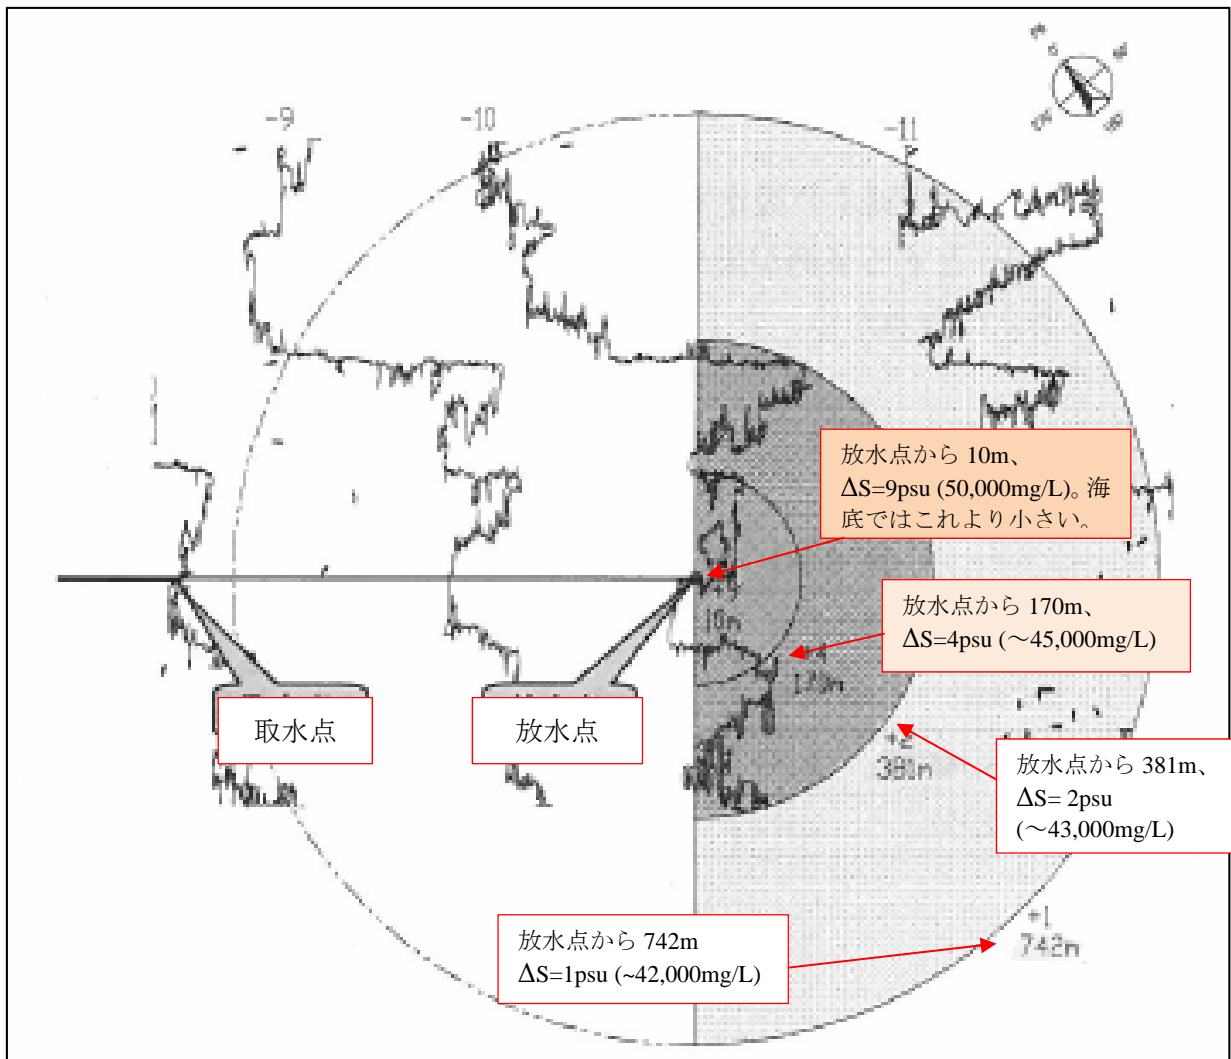 -9
-10
-11
放水点から 10m、
ΔS=9psu (50,000mg/L)。海
底ではこれより小さい。
10m
放水点から 170m、
ΔS=4psu (～45,000mg/L)
取水点
放水点
+2
381m
放水点から 381m、
ΔS= 2psu
(～43,000mg/L)
放水点から 742m
ΔS=1psu (~42,000mg/L)
+1
742m